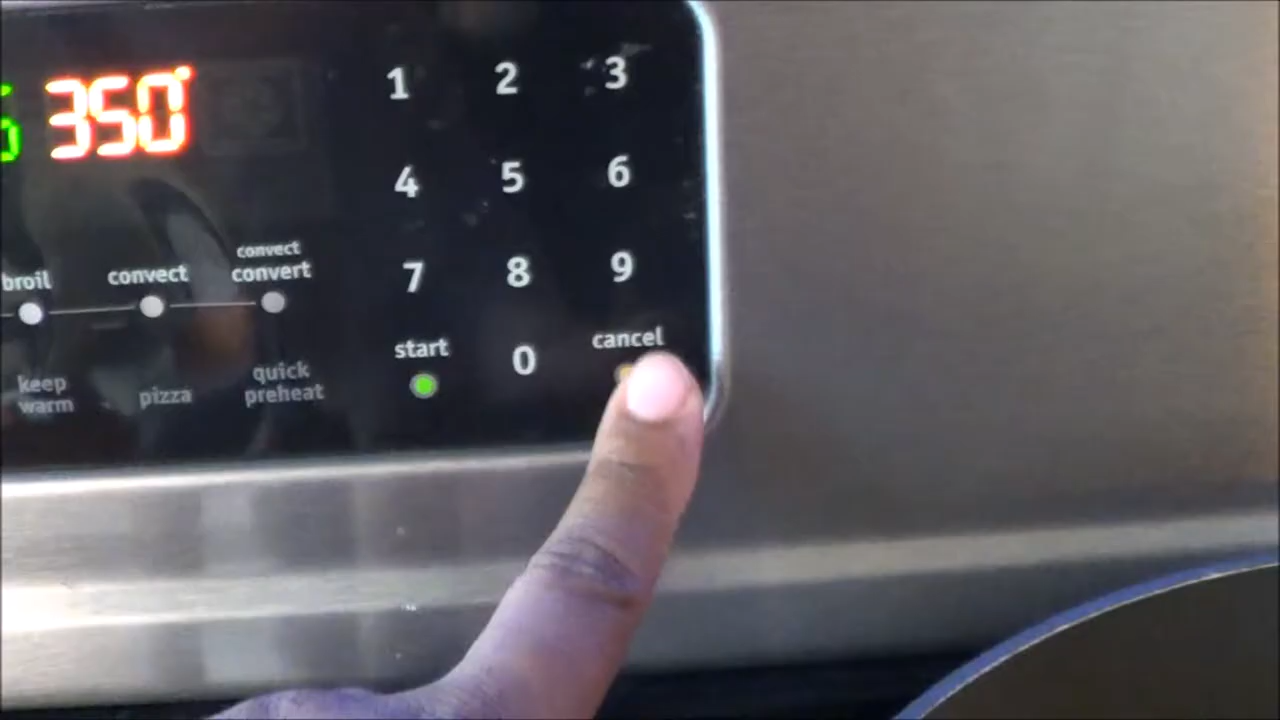 350°
1 2 3
4 5 6
broil
convect
convect
convert
7 8 9
keep
warm
pizza
quick
preheat
start
0
cancel